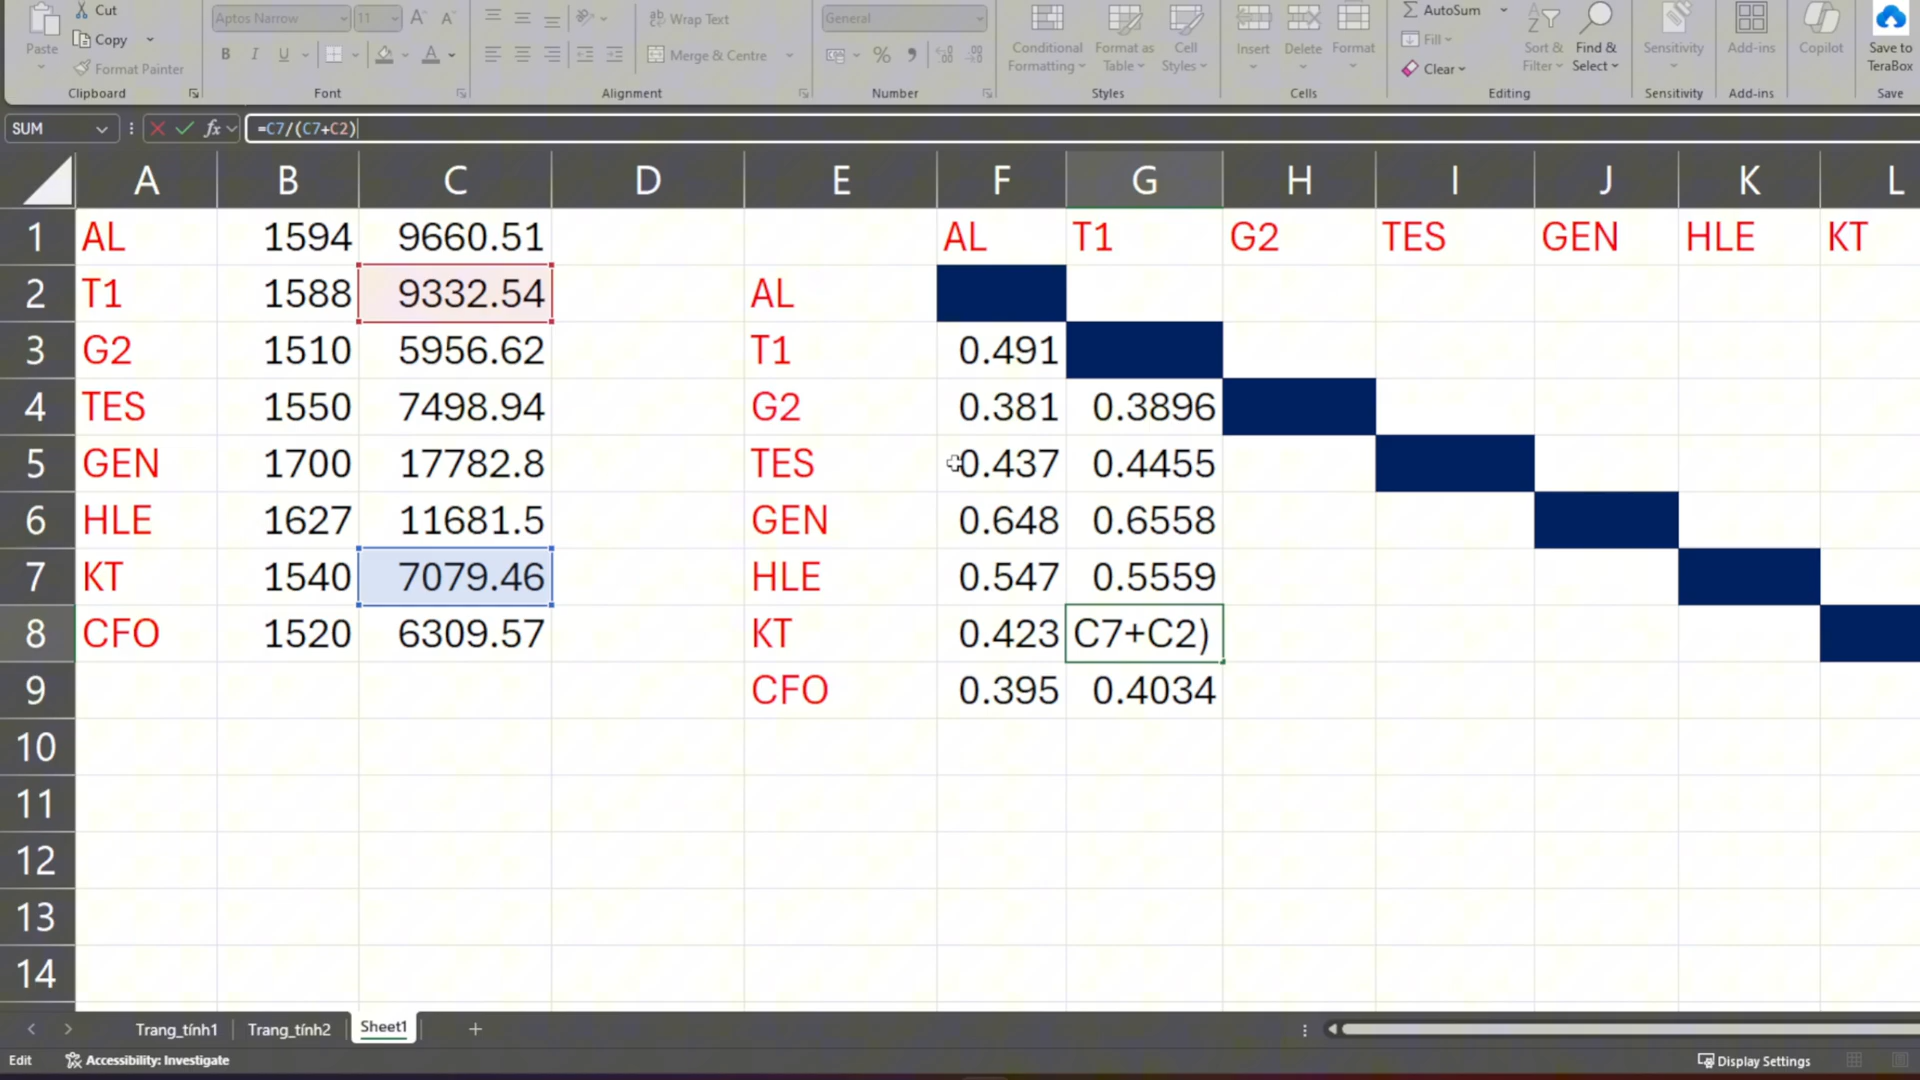 Cut
AutoSum
Paste
Copy
Format Painter
Aptos Narrow 11 A A
B I U A
Wrap Text
Merge & Centre
General
%
Conditional Formatting
Format as Table
Cell Styles
Insert
Delete
Format
Fill
Clear
Sort & Filter
Find & Select
Sensitivity
Add-ins
Copilot
Save to TeraBox
Clipboard Font Alignment Number Styles Cells Editing Sensitivity Add-ins Save
SUM fx =C7/(C7+C2)
A B C D E F G H I J K L
1 AL 1594 9660.51 AL T1 G2 TES GEN HLE KT
2 T1 1588 9332.54 AL
3 G2 1510 5956.62 T1 0.491
4 TES 1550 7498.94 G2 0.381 0.3896
5 GEN 1700 17782.8 TES 0.437 0.4455
6 HLE 1627 11681.5 GEN 0.648 0.6558
7 KT 1540 7079.46 HLE 0.547 0.5559
8 CFO 1520 6309.57 KT 0.423 C7+C2)
9 CFO 0.395 0.4034
10
11
12
13
14
Trang_tính1 Trang_tính2 Sheet1
Edit Accessibility: Investigate Display Settings